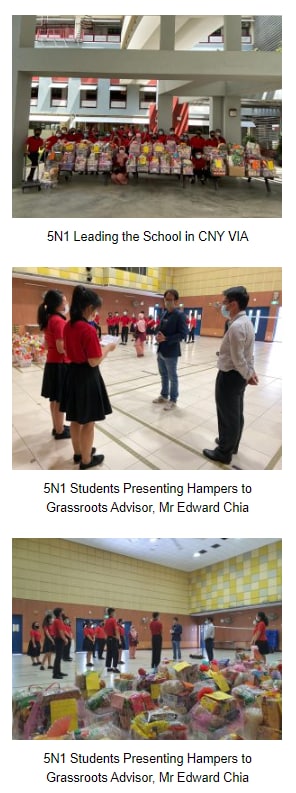 5N1 Leading the School in CNY VIA
5N1 Students Presenting Hampers to
Grassroots Advisor, Mr Edward Chia
5N1 Students Presenting Hampers to
Grassroots Advisor, Mr Edward Chia